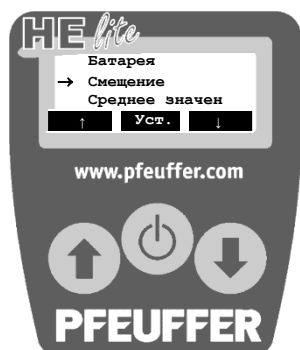 HE lite
Батарея
→ Смещение
Среднее значен
↑ Уст. ↓
www.pfeuffer.com
PFEUFFER